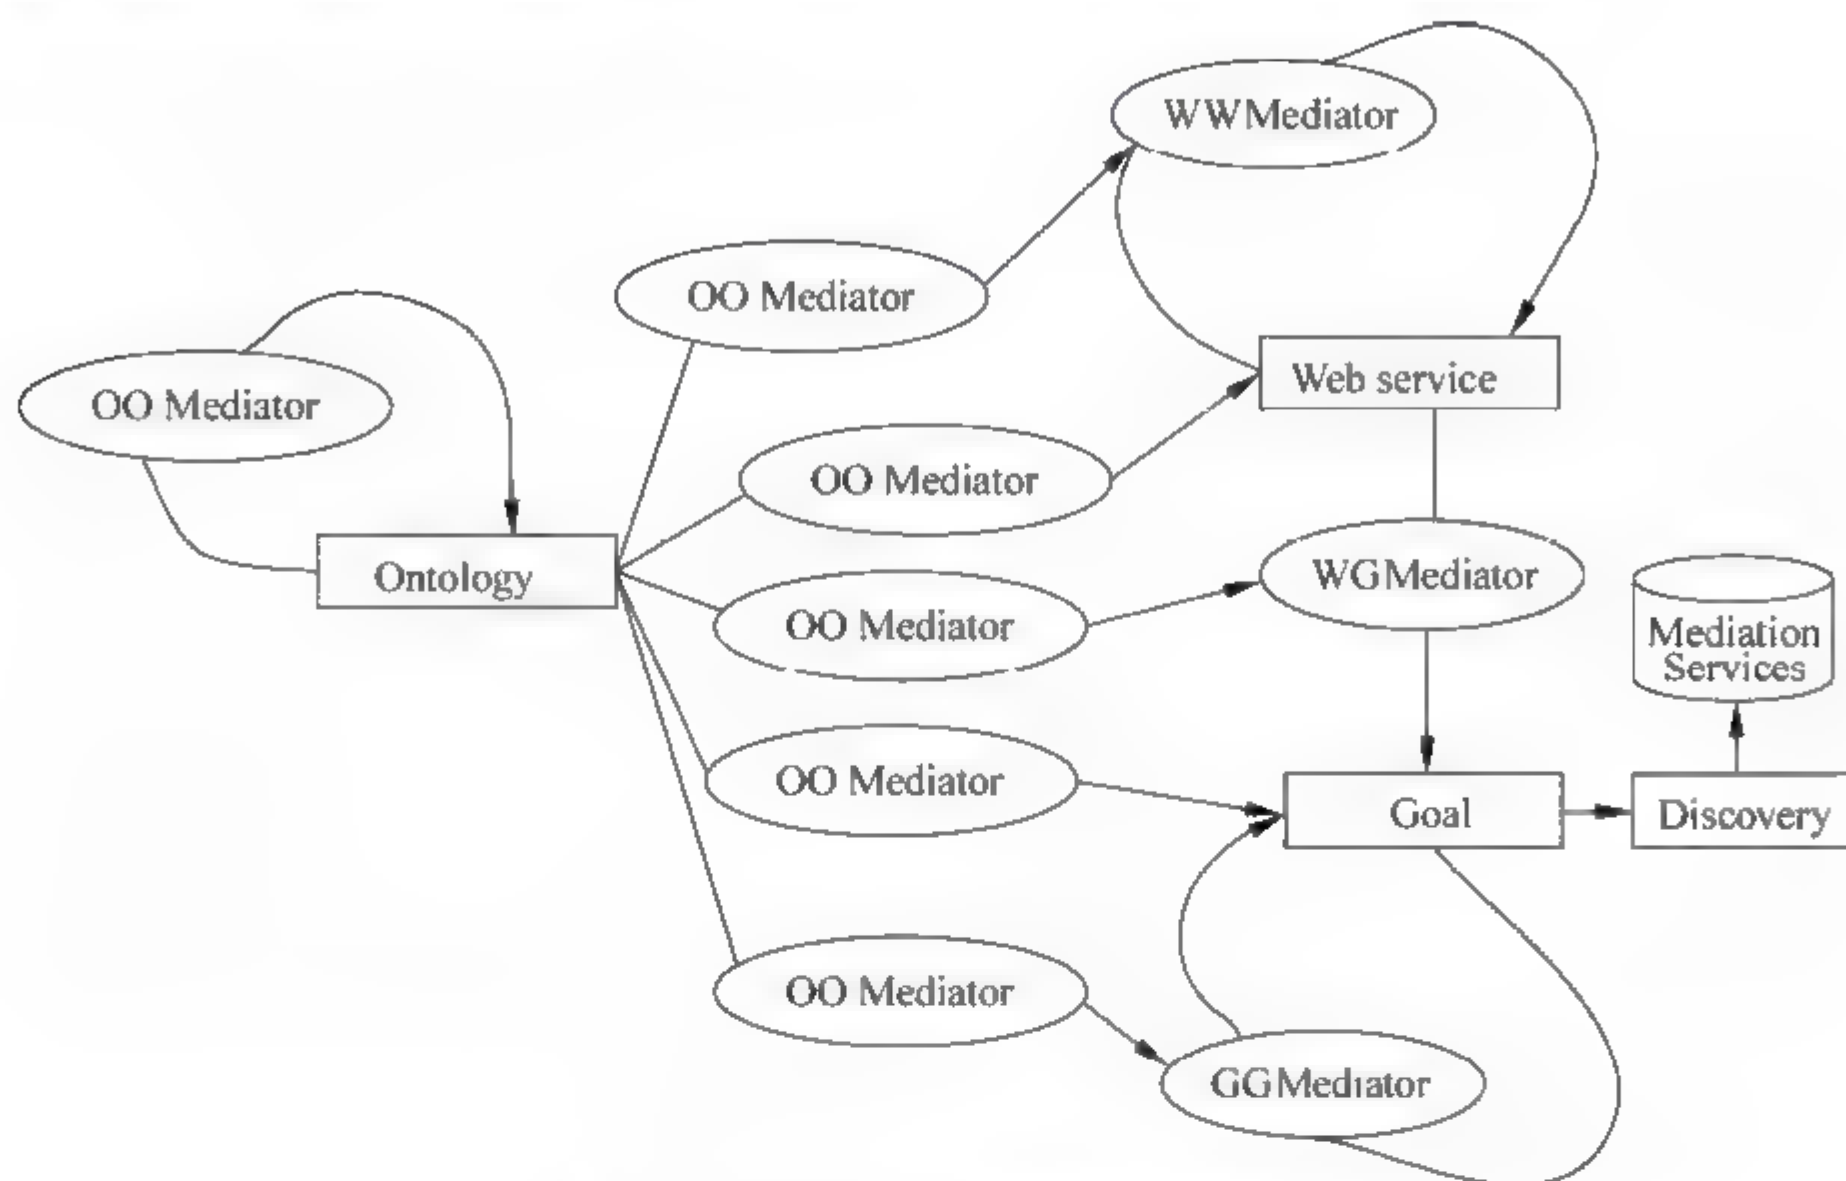 WWMediator
OO Mediator
OO Mediator
Web service
OO Mediator
Ontology
OO Mediator
WGMediator
Mediation
Services
OO Mediator
Goal
Discovery
OO Mediator
GGMediator